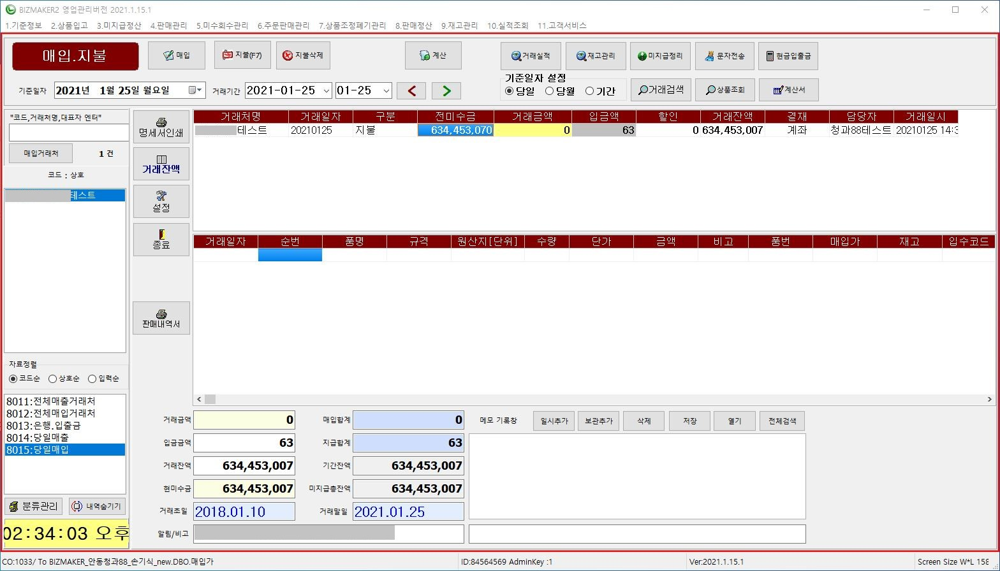 BIZMAKER2 영업관리버전 2021.1.15.1
1.기준정보 2.상품입고 3.미지급정산 4.판매관리 5.미수회수관리 6.주문판매관리 7.상품조정폐기관리 8.판매정산 9.재고관리 10.실적조회 11.고객서비스
매입.지불 매입 지불(F7) 지불삭제 계산 거래실적 재고관리 미지급정리 문자전송 현금입출금
기준일자 2021년 1월 25일 월요일 거래기간 2021-01-25 01-25 < >
기준일자 설정
당일 당월 기간 거래검색 상품조회 계산서
"코드,거래처명,대표자 엔터"
매입거래처 1 건
코드 : 상호
테스트
명세서인쇄
거래잔액
설정
종료
판매내역서
거래처명 거래일자 구분 전미수금 거래금액 입금액 할인 거래잔액 결재 담당자 거래일시
테스트 20210125 지불 634,453,070 0 63 0 634,453,007 계좌 청과88테스트 20210125 14:3
거래일자 순번 품명 규격 원산지[단위] 수량 단가 금액 비고 품번 매입가 재고 입수코드
자료정렬
코드순 상호순 입력순
8011:전체매출거래처
8012:전체매입거래처
8013:은행.입출금
8014:당일매출
8015:당일매입
분류관리 내역숨기기
02:34:03 오후
거래금액 0 매입합계 0
입금금액 63 지급합계 63
거래잔액 634,453,007 기간잔액 634,453,007
현미수금 634,453,007 미지급총잔액 634,453,007
거래초일 2018.01.10 거래말일 2021.01.25
알림/비고
메모 기록창 일시추가 보관추가 삭제 저장 열기 전체검색
CO:1033/ To BIZMAKER_안동청과88_손기식_new.DBO.매입가 ID:84564569 AdminKey :1 Ver:2021.1.15.1 Screen Size W*L 158